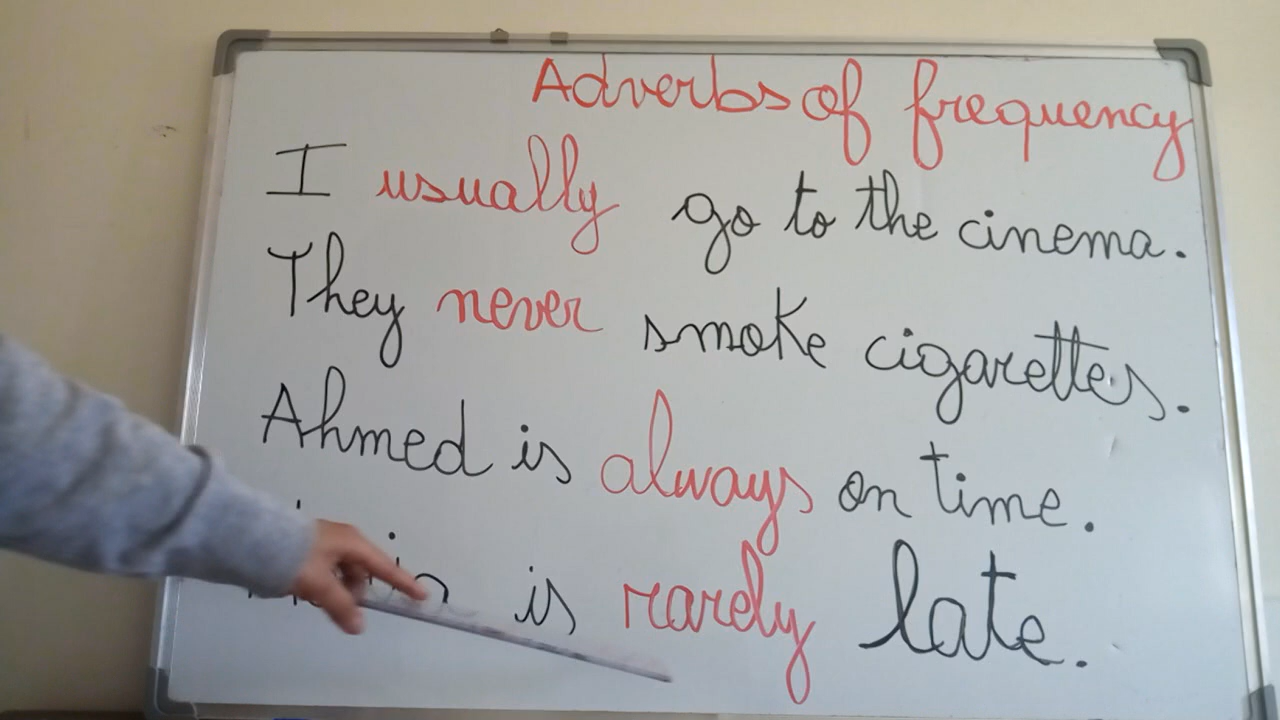 Adverbs of frequency
I usually go to the cinema.
They never smoke cigarettes.
Ahmed is always on time.
is rarely late.